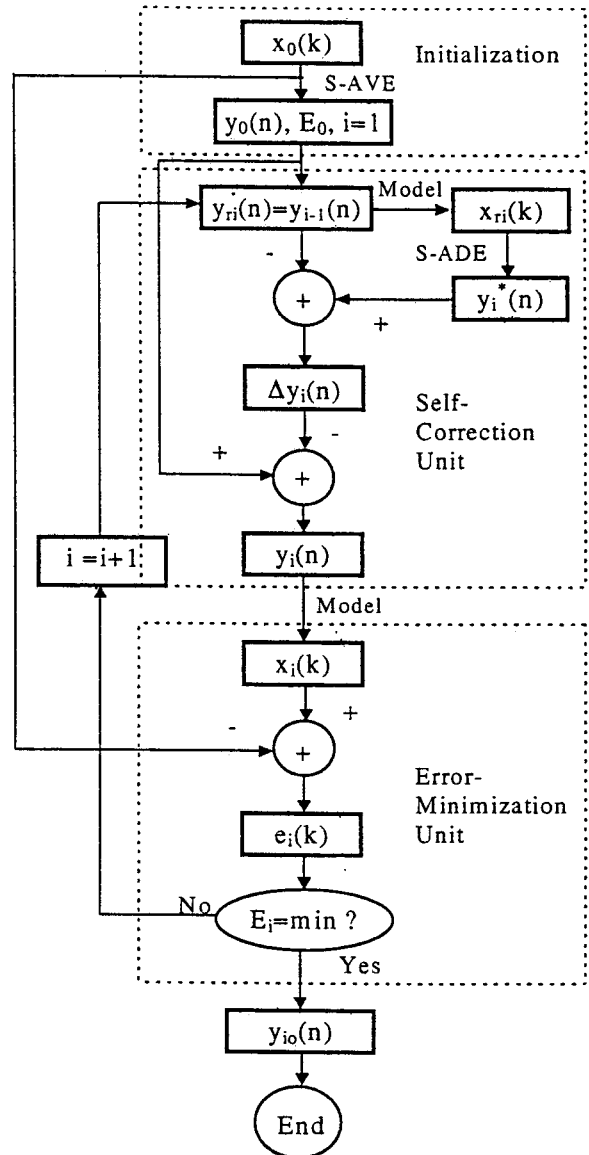 x₀(k)
Initialization
S-AVE
y₀(n), E₀, i=1
Model
yᵣᵢ(n)=yᵢ₋₁(n)
xᵣᵢ(k)
-
S-ADE
+
yᵢ*(n)
+
Δyᵢ(n)
Self-
Correction
Unit
-
+
+
yᵢ(n)
i =i+1
Model
xᵢ(k)
-
+
+
Error-
Minimization
Unit
eᵢ(k)
No
Eᵢ=min ?
Yes
yᵢₒ(n)
End